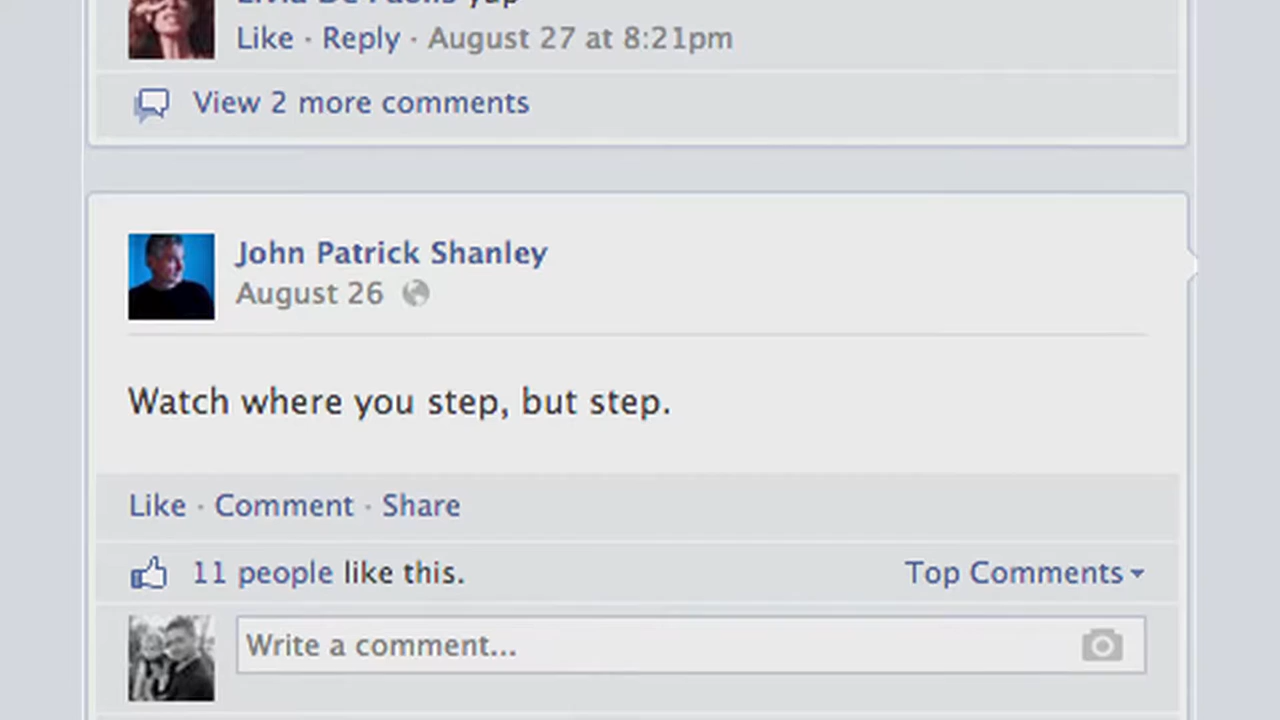 yup
Like · Reply · August 27 at 8:21pm
View 2 more comments
John Patrick Shanley
August 26
Watch where you step, but step.
Like · Comment · Share
11 people like this.
Top Comments
Write a comment...